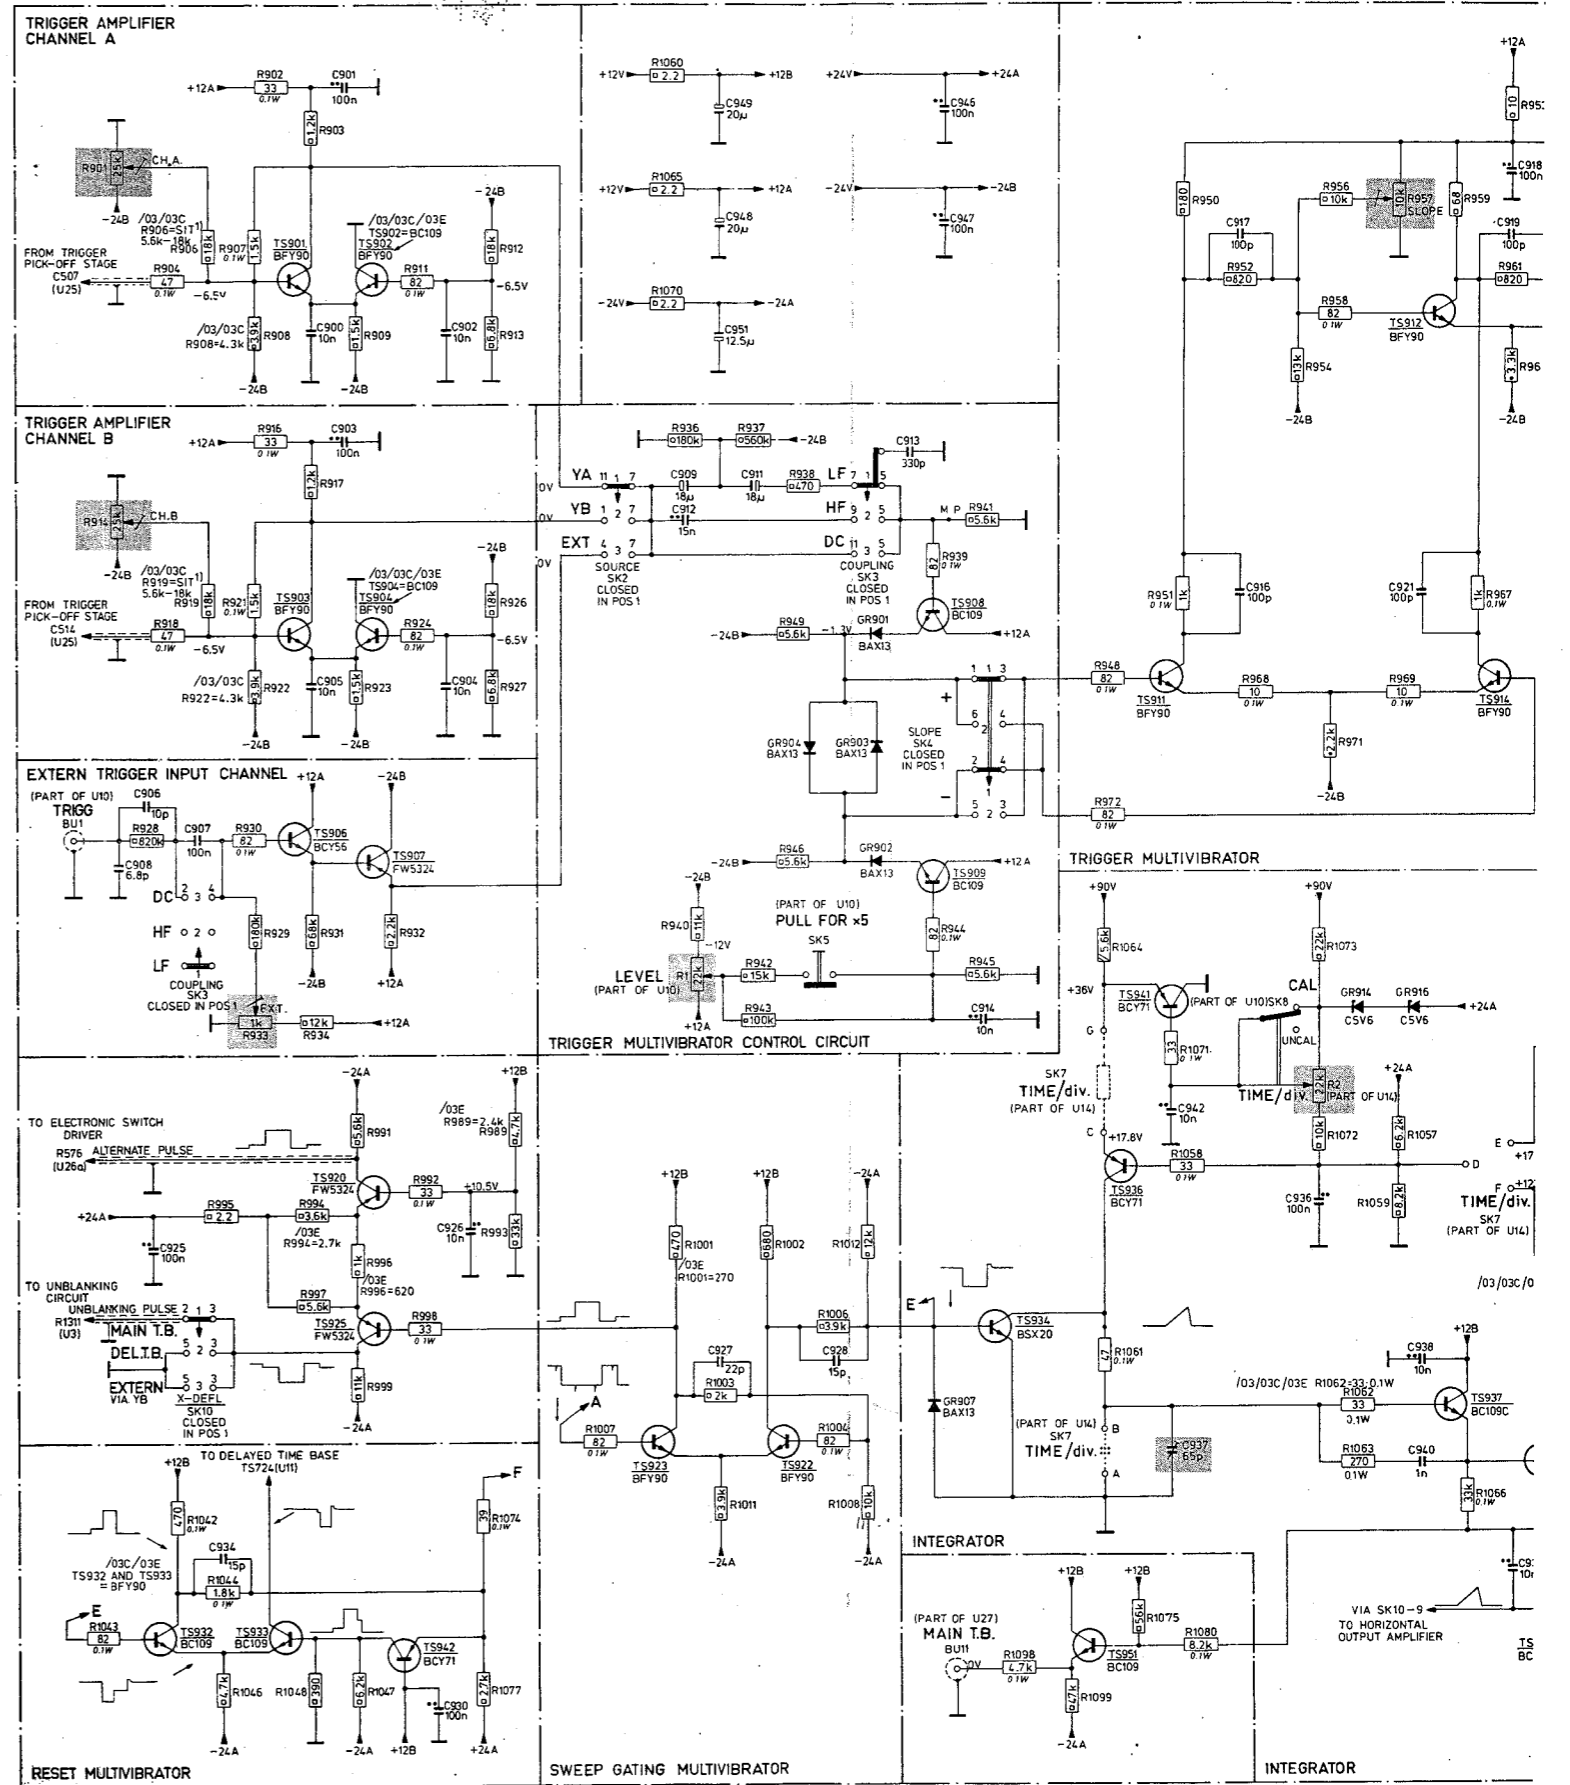 TRIGGER AMPLIFIER
CHANNEL A
+12A
R902
33
0.1W
C901
100n
1.2k
R903
R901
25k
CH.A.
-24B
/03/03C
R906=SIT 1)
5.6k-18k
R906
18k
R907
0.1W
1.5k
FROM TRIGGER
PICK-OFF STAGE
C507
(U25)
R904
47
0.1W
-6.5V
TS901
BFY90
/03/03C/03E
TS902=BC109
TS902
BFY90
R911
82
0.1W
-24B
18k
R912
-6.5V
/03/03C
R908=4.3k
3.9k
R908
C900
10n
1.5k
R909
C902
10n
6.8k
R913
-24B
-24B
+12V
R1060
2.2
+12B
C949
20µ
+24V
+24A
C946
100n
+12V
R1065
2.2
+12A
C948
20µ
-24V
-24B
C947
100n
-24V
R1070
2.2
-24A
C951
12.5µ
+12A
10
C918
100n
180
R950
R956
10k
10k
R957
SLOPE
68
R959
C917
100p
R952
820
C919
100p
R961
820
R958
82
0.1W
TS912
BFY90
13k
R954
-24B
3.3k
R96
-24B
R951
0.1W
1k
C916
100p
C921
100p
1k
R967
0.1W
R948
82
0.1W
TS911
BFY90
R968
10
0.1W
R969
10
0.1W
TS914
BFY90
2.2k
R971
-24B
R972
82
0.1W
TRIGGER MULTIVIBRATOR
TRIGGER AMPLIFIER
CHANNEL B
+12A
R916
33
0.1W
C903
100n
1.2k
R917
R914
25k
CH.B
-24B
/03/03C
R919=SIT 1)
5.6k-18k
R919
18k
R921
0.1W
1.5k
FROM TRIGGER
PICK-OFF STAGE
C514
(U25)
R918
47
0.1W
-6.5V
TS903
BFY90
/03/03C/03E
TS904=BC109
TS904
BFY90
R924
82
0.1W
-24B
18k
R926
-6.5V
/03/03C
R922=4.3k
3.9k
R922
C905
10n
1.5k
R923
C904
10n
6.8k
R927
-24B
-24B
R936
180k
R937
560k
-24B
C913
330p
YA 11 1 7
0V
C909
18µ
C911
18µ
R938
470
LF 7 1 5
YB 1 2 7
0V
C912
15n
HF 9 2 5
M P
R941
5.6k
EXT 4 3 7
0V
DC 11 3 5
SOURCE
SK2
CLOSED
IN POS 1
COUPLING
SK3
CLOSED
IN POS 1
82
R939
0.1W
TS908
BC109
-24B
R949
5.6k
-1.3V
GR901
BAX13
+12A
1 1 3
+
6 2 4
GR904
BAX13
GR903
BAX13
SLOPE
SK4
CLOSED
IN POS 1
2 4
1
-
5 2 3
-24B
R946
5.6k
GR902
BAX13
+12A
TS909
BC109
-24B
R940
11k
-12V
(PART OF U10)
PULL FOR x5
SK5
82
R944
0.1W
LEVEL
(PART OF U10)
R1
22k
R942
15k
R945
5.6k
R943
100k
C914
10n
+12A
TRIGGER MULTIVIBRATOR CONTROL CIRCUIT
EXTERN TRIGGER INPUT CHANNEL
+12A
-24B
(PART OF U10)
TRIGG
BU1
C906
10p
R928
820k
C907
100n
R930
82
0.1W
TS906
BCY56
TS907
FW5324
C908
6.8p
DC 2 3 4
HF 2
LF
1
COUPLING
SK3
CLOSED IN POS 1
180k
R929
68k
R931
2.2k
R932
-24B
+12A
EXT.
1k
R933
12k
R934
+12A
+90V
5.6k
R1064
+90V
22k
R1073
+36V
TS941
BCY71
(PART OF U10)SK8
CAL
GR914
C5V6
GR916
C5V6
+24A
UNCAL
G
33
R1071
0.1W
SK7
TIME/div.
(PART OF U14)
C942
10n
TIME/div.
22k
R2
(PART OF U14)
+24A
10k
R1072
6.2k
R1057
C
+17.8V
TS936
BCY71
R1058
33
0.1W
D
C936
100n
R1059
8.2k
E
+17
F
+12
TIME/div.
SK7
(PART OF U14)
/03/03C/0
-24A
5.6k
R991
+12B
/03E
R989=2.4k
R989
4.7k
TO ELECTRONIC SWITCH
DRIVER
R576
(U26a)
ALTERNATE PULSE
TS920
FW5324
R992
33
0.1W
+10.5V
+24A
R995
2.2
R994
3.6k
/03E
R994=2.7k
C926
10n
R993
33k
C925
100n
1k
R996
/03E
R996=620
TO UNBLANKING
CIRCUIT
UNBLANKING PULSE 2 1 3
R1311
(U3)
R997
5.6k
TS925
FW5324
R998
33
0.1W
MAIN T.B.
DEL.T.B. 5 2 3
EXTERN 5 3 3
VIA YB
X-DEFL
SK10
CLOSED
IN POS 1
11k
R999
-24A
+12B
470
R1001
/03E
R1001=270
+12B
680
R1002
-24A
R1012
12k
R1006
3.9k
C928
15p
C927
22p
R1003
2k
A
R1007
82
0.1W
TS923
BFY90
TS922
BFY90
R1004
82
0.1W
3.9k
R1011
R1008
10k
-24A
-24A
SWEEP GATING MULTIVIBRATOR
E
TS934
BSX20
47
R1061
0.1W
GR907
BAX13
(PART OF U14)
SK7
TIME/div.
B
A
C937
65p
INTEGRATOR
+12B
C938
10n
/03/03C/03E R1062=33;0.1W
R1062
33
0.1W
TS937
BC109C
R1063
270
0.1W
C940
1n
33k
R1066
0.1W
VIA SK10-9
TO HORIZONTAL
OUTPUT AMPLIFIER
TS
BC
+12B
+12B
56k
R1075
(PART OF U27)
MAIN T.B.
BU11
0V
R1098
4.7k
0.1W
TS951
BC109
R1080
8.2k
0.1W
47k
R1099
-24A
INTEGRATOR
TO DELAYED TIME BASE
TS724(U11)
+12B
470
R1042
0.1W
F
39
R1074
0.1W
C934
15p
/03C/03E
TS932 AND TS933
= BFY90
R1044
1.8k
0.1W
E
R1043
82
0.1W
TS932
BC109
TS933
BC109
TS942
BCY71
4.7k
R1046
R1048
390
6.2k
R1047
C930
100n
2.7k
R1077
-24A
-24A
+12B
+24A
RESET MULTIVIBRATOR